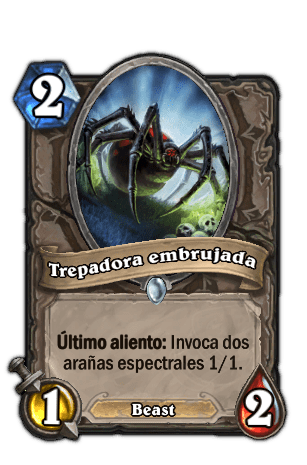 2
Trepadora embrujada
Último aliento: Invoca dos
arañas espectrales 1/1.
1
Beast
2